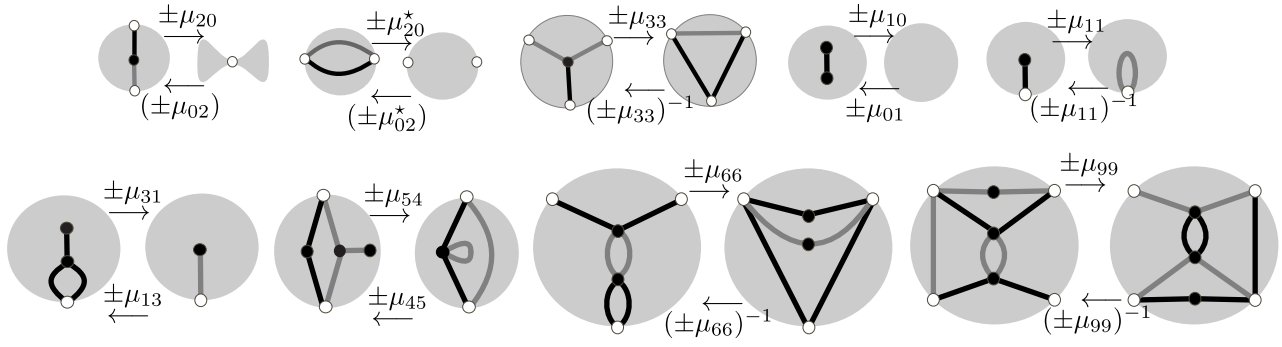 ±μ₂₀
(±μ₀₂)
±μ⋆₂₀
(±μ⋆₀₂)
±μ₃₃
(±μ₃₃)⁻¹
±μ₁₀
±μ₀₁
±μ₁₁
(±μ₁₁)⁻¹
±μ₃₁
±μ₁₃
±μ₅₄
±μ₄₅
±μ₆₆
(±μ₆₆)⁻¹
±μ₉₉
(±μ₉₉)⁻¹